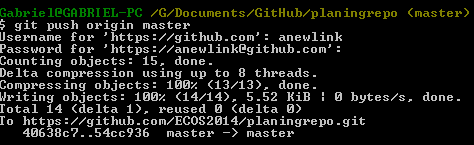 Gabriel@GABRIEL-PC /G/Documents/GitHub/planingrepo (master)
$ git push origin master
Username for 'https://github.com': anewlink
Password for 'https://anewlink@github.com':
Counting objects: 15, done.
Delta compression using up to 8 threads.
Compressing objects: 100% (13/13), done.
Writing objects: 100% (14/14), 5.52 KiB | 0 bytes/s, done.
Total 14 (delta 1), reused 0 (delta 0)
To https://github.com/ECOS2014/planingrepo.git
   40638c7..54cc936  master -> master